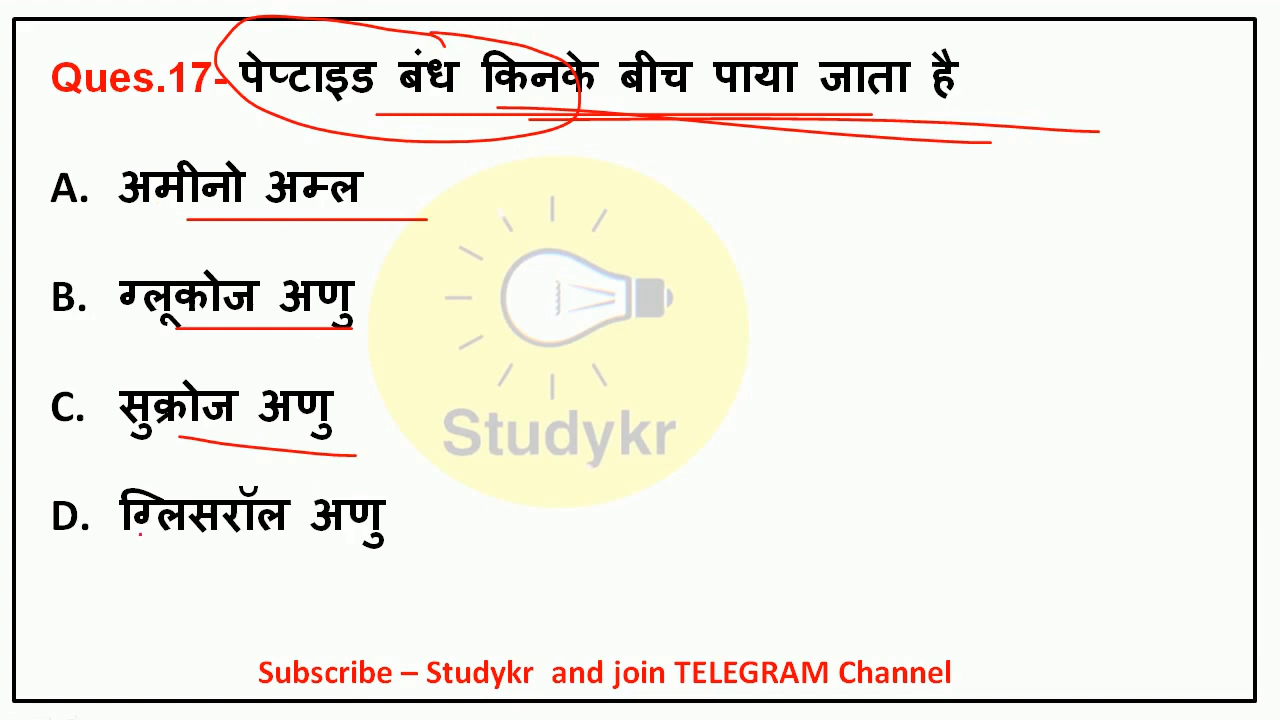 Ques.17- पेप्टाइड बंध किनके बीच पाया जाता है
A. अमीनो अम्ल
B. ग्लूकोज अणु
C. सुक्रोज अणु
D. ग्लिसरॉल अणु
Studykr
Subscribe – Studykr and join TELEGRAM Channel